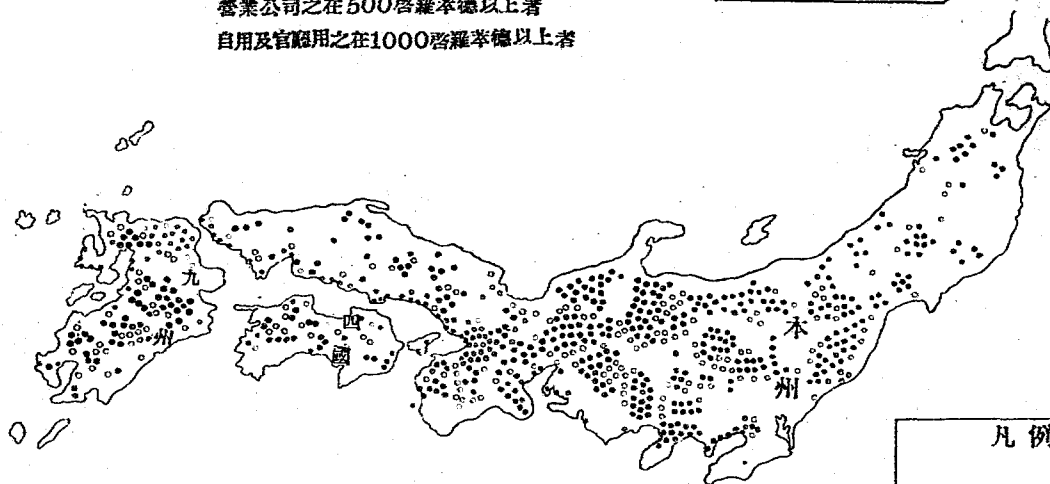 營業公司之在500啓羅華德以上者
自用及官廳用之在1000啓羅華德以上者
九州
四國
本州
凡例